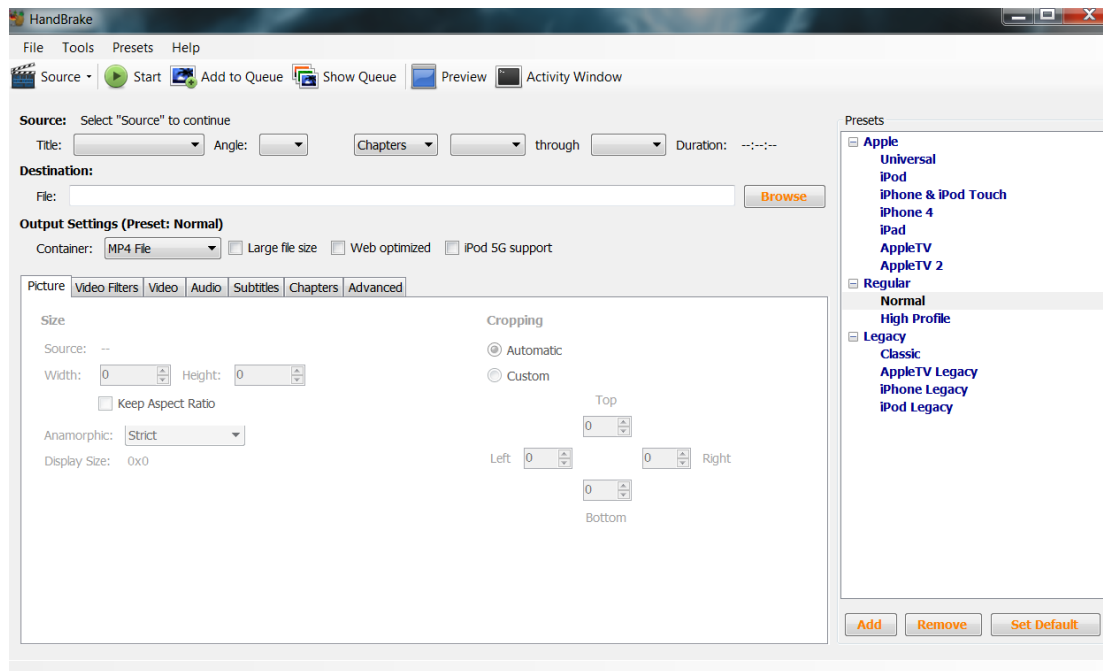 HandBrake
File Tools Presets Help
Source Start Add to Queue Show Queue Preview Activity Window
Source: Select "Source" to continue
Title: Angle: Chapters through Duration: --:--:--
Destination:
File: Browse
Output Settings (Preset: Normal)
Container: MP4 File Large file size Web optimized iPod 5G support
Picture Video Filters Video Audio Subtitles Chapters Advanced
Size
Source: --
Width: 0 Height: 0
Keep Aspect Ratio
Anamorphic: Strict
Display Size: 0x0
Cropping
Automatic
Custom
Top
0
Left 0 0 Right
0
Bottom
Presets
Apple
Universal
iPod
iPhone & iPod Touch
iPhone 4
iPad
AppleTV
AppleTV 2
Regular
Normal
High Profile
Legacy
Classic
AppleTV Legacy
iPhone Legacy
iPod Legacy
Add Remove Set Default